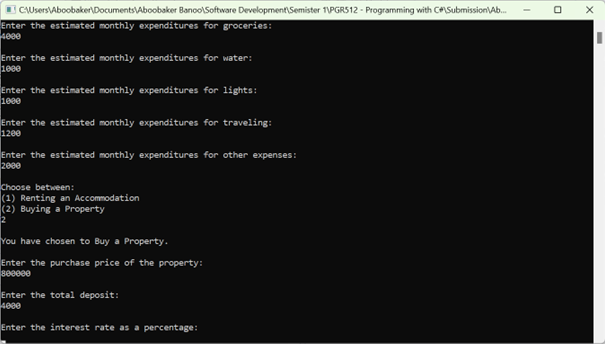 C:\Users\Aboobaker\Documents\Aboobaker Banoo\Software Development\Semister 1\PGR512 - Programming with C#\Submission\Ab...
Enter the estimated monthly expenditures for groceries:
4000
Enter the estimated monthly expenditures for water:
1000
Enter the estimated monthly expenditures for lights:
1000
Enter the estimated monthly expenditures for traveling:
1200
Enter the estimated monthly expenditures for other expenses:
2000
Choose between:
(1) Renting an Accommodation
(2) Buying a Property
2
You have chosen to Buy a Property.
Enter the purchase price of the property:
800000
Enter the total deposit:
4000
Enter the interest rate as a percentage: